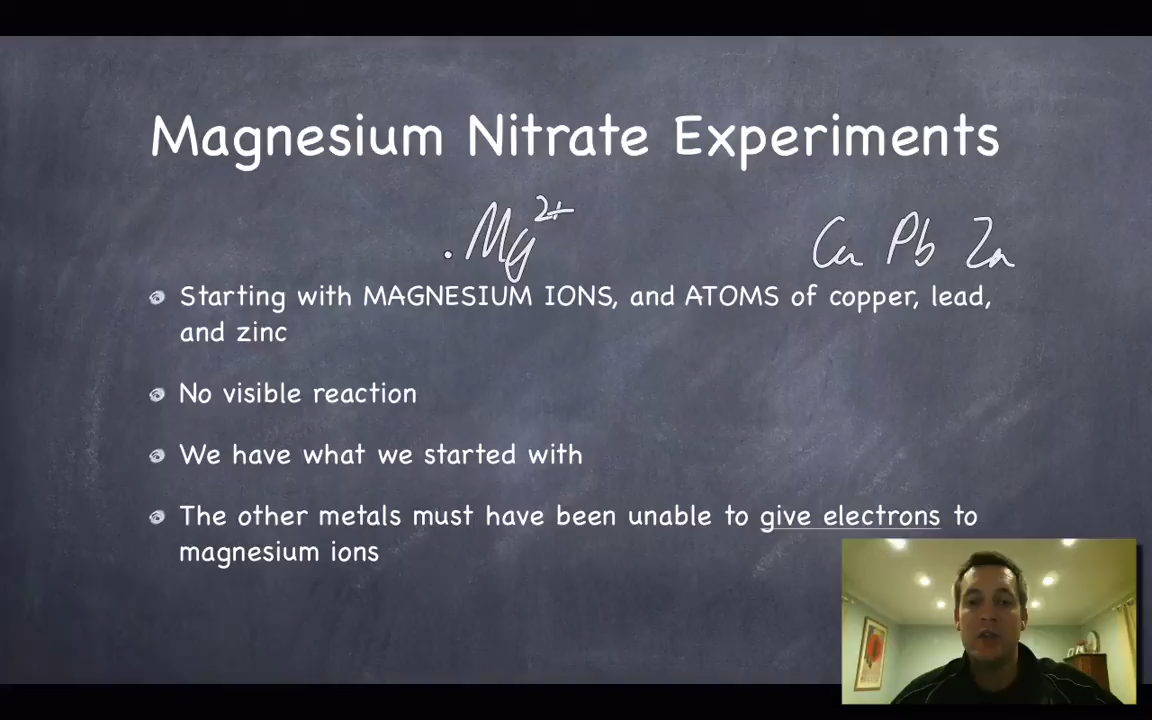 Magnesium Nitrate Experiments
Mg²⁺ Cu Pb Zn
Starting with MAGNESIUM IONS, and ATOMS of copper, lead,
and zinc
No visible reaction
We have what we started with
The other metals must have been unable to give electrons to
magnesium ions